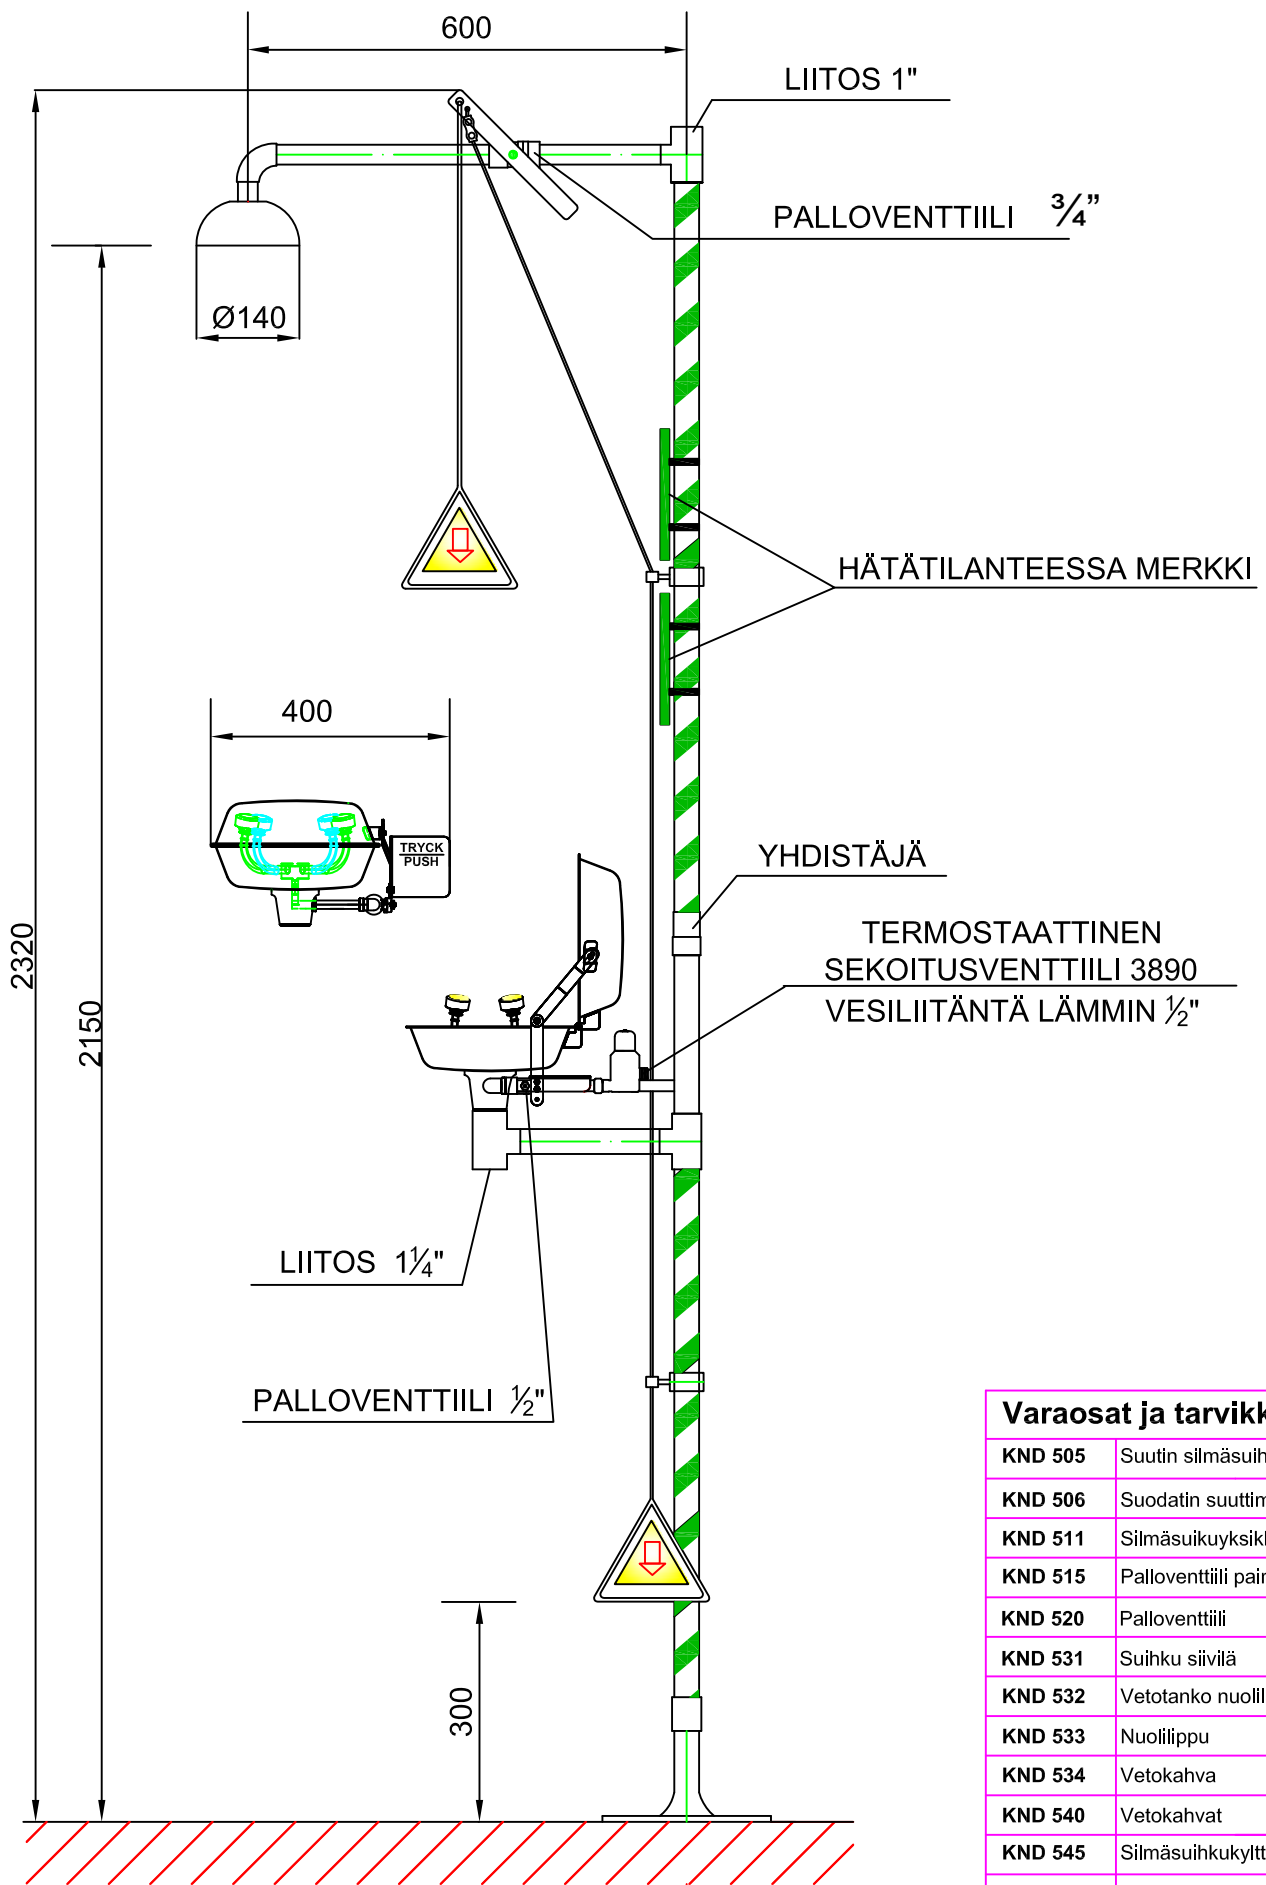 600
LIITOS 1"
PALLOVENTTIILI ¾”
Ø140
HÄTÄTILANTEESSA MERKKI
400
TRYCK
PUSH
YHDISTÄJÄ
TERMOSTAATTINEN
SEKOITUSVENTTIILI 3890
VESILIITÄNTÄ LÄMMIN ½"
2320
2150
LIITOS 1¼"
PALLOVENTTIILI ½"
300
Varaosat ja tarvikk
KND 505 Suutin silmäsuih
KND 506 Suodatin suuttim
KND 511 Silmäsuikuyksikk
KND 515 Palloventtiili pain
KND 520 Palloventtiili
KND 531 Suihku siivilä
KND 532 Vetotanko nuolil
KND 533 Nuolilippu
KND 534 Vetokahva
KND 540 Vetokahvat
KND 545 Silmäsuihkukyltt